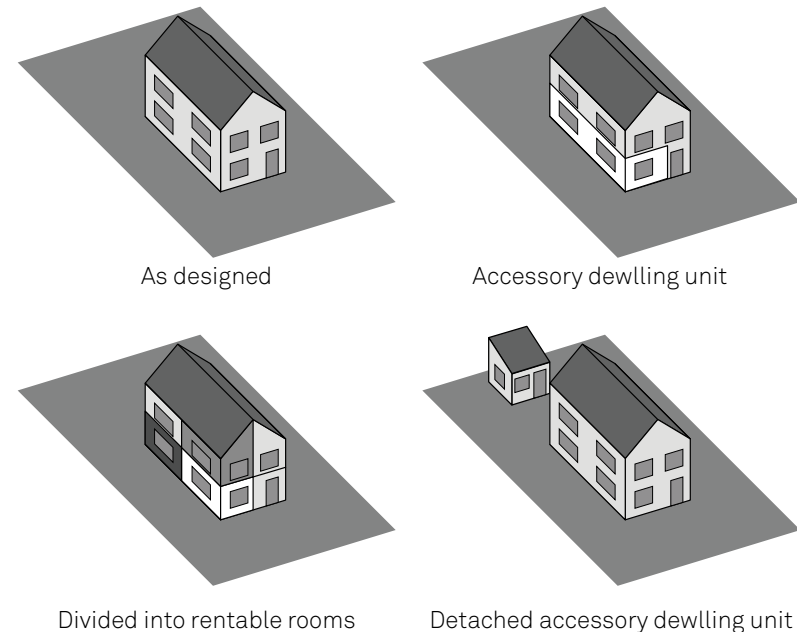 As designed
Accessory dewlling unit
Divided into rentable rooms
Detached accessory dewlling unit